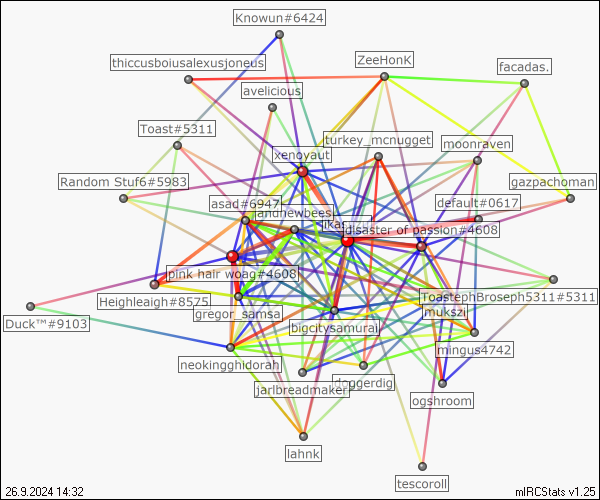 Knowun#6424
thiccusboiusalexusjoneus
ZeeHonK
facadas.
avelicious
Toast#5311
turkey_mcnugget
moonraven
xenoyaut
Random Stuf6#5983
gazpachoman
asad#6947
default#0617
andnewbees
disaster of passion#4608
pink hair woag#4608
Heighleaigh#8575
ToastephBroseph5311#5311
gregor_samsa
mukszi
Duck™#9103
bigcitysamurai
mingus4742
neokingghidorah
doggerdig
jarlbreadmaker
ogshroom
lahnk
tescoroll
26.9.2024 14:32
mIRCStats v1.25